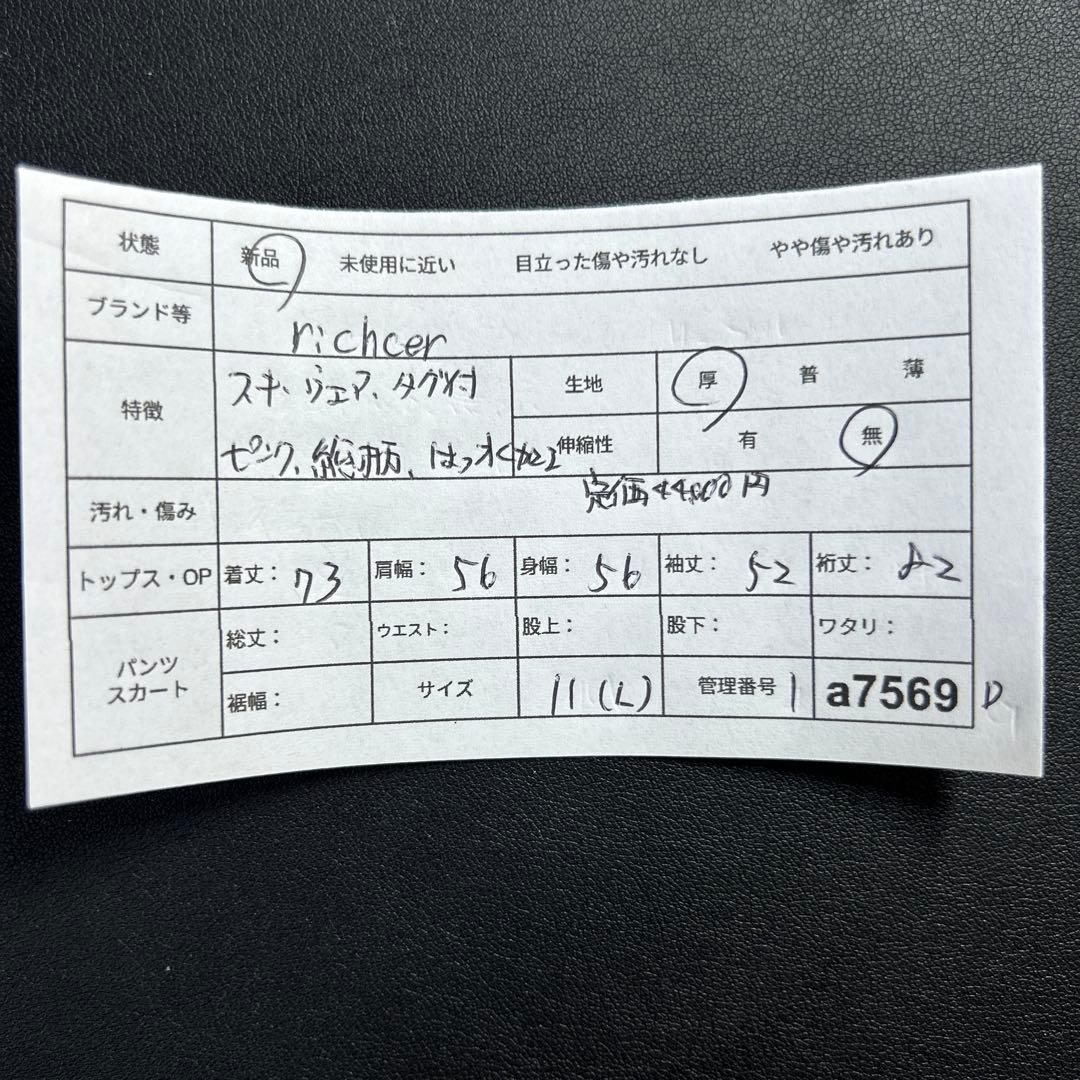 状態 新品 未使用に近い 目立った傷や汚れなし やや傷や汚れあり
ブランド等 richcer
特徴 スキーウェア、タグ付 生地 厚 普 薄
ピンク、総柄、はっ水加工 伸縮性 有 無
汚れ・傷み 定価44000円
トップス・OP 着丈: 73 肩幅: 56 身幅: 56 袖丈: 52 裄丈: 82
パンツ スカート 総丈: ウエスト: 股上: 股下: ワタリ:
裾幅: サイズ 11(L) 管理番号 1 a7569 D